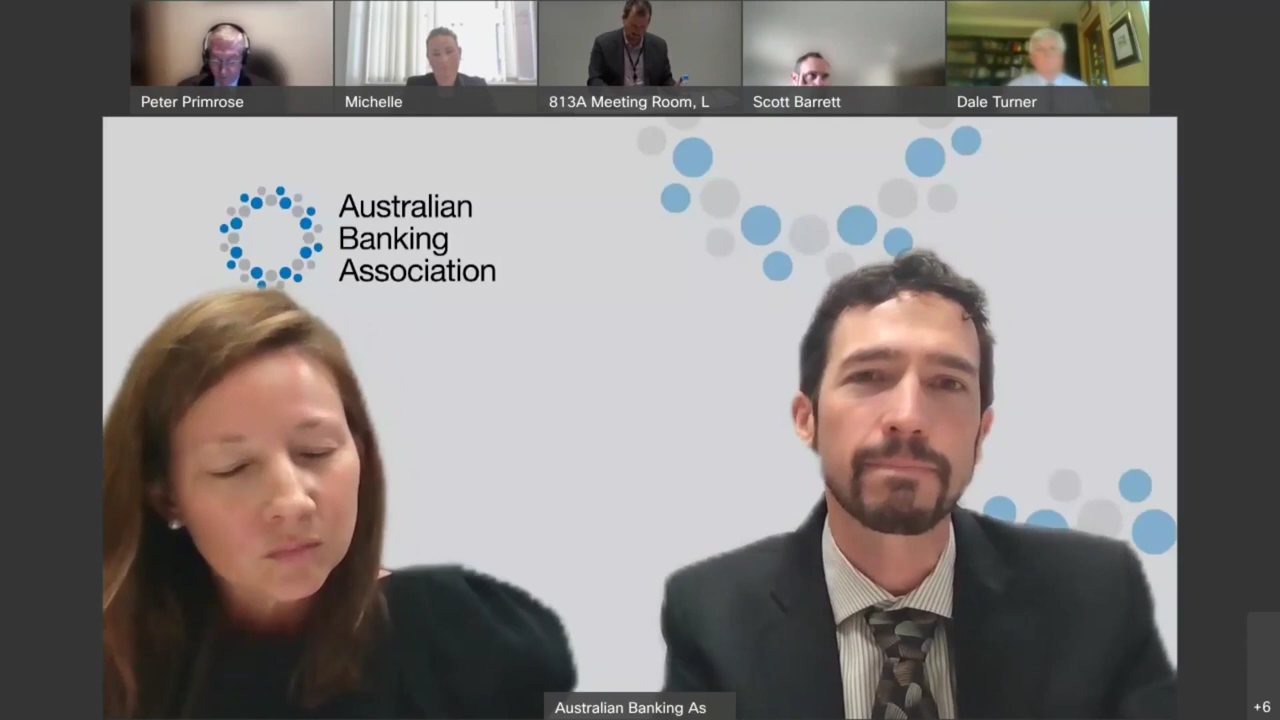 Peter Primrose
Michelle
813A Meeting Room, L
Scott Barrett
Dale Turner
Australian
Banking
Association
Australian Banking As
+6